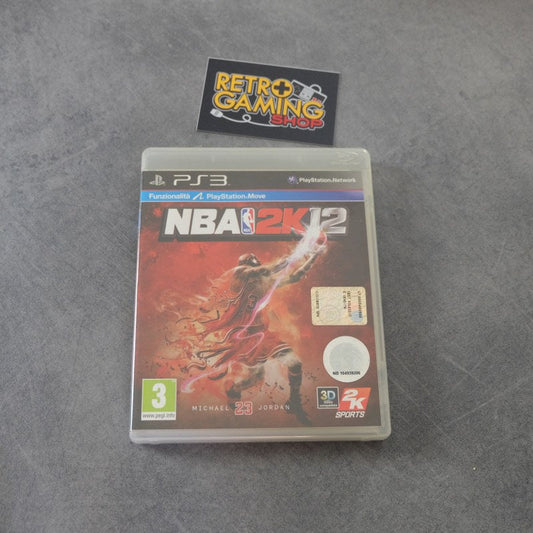 RETRO
GAMING
SHOP
PS3
PlayStation.Network
Funzionalità PlayStation.Move
NBA 2K12
3
www.pegi.info
MICHAEL 23 JORDAN
3D
2K
SPORTS